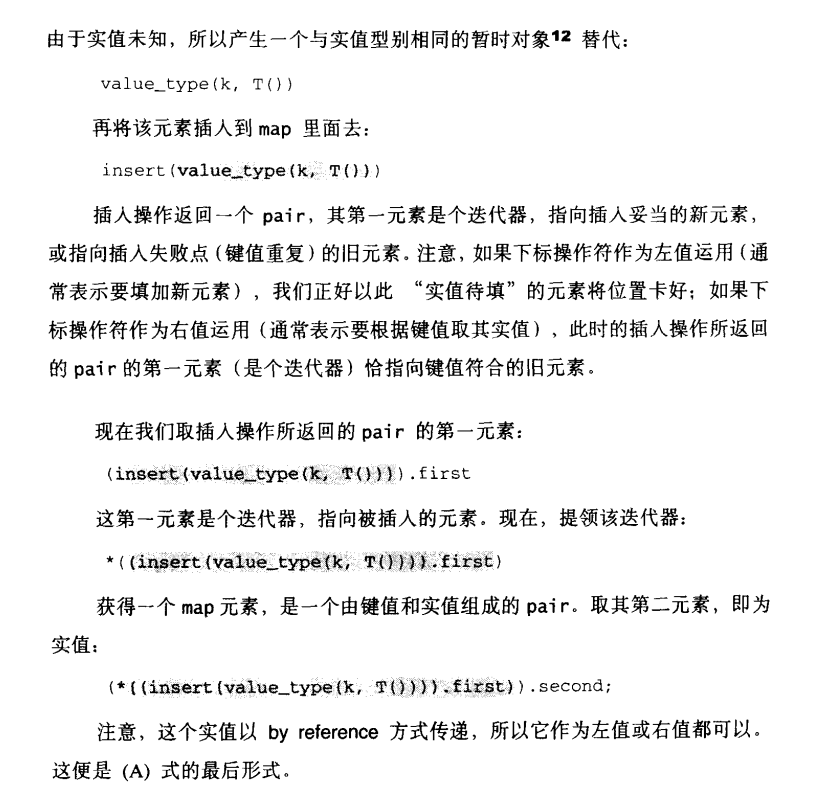 由于实值未知，所以产生一个与实值型别相同的暂时对象12 替代：
value_type(k, T())
再将该元素插入到 map 里面去：
insert(value_type(k, T()))
插入操作返回一个 pair，其第一元素是个迭代器，指向插入妥当的新元素，
或指向插入失败点（键值重复）的旧元素。注意，如果下标操作符作为左值运用（通
常表示要填加新元素），我们正好以此 “实值待填”的元素将位置卡好；如果下
标操作符作为右值运用（通常表示要根据键值取其实值），此时的插入操作所返回
的 pair 的第一元素（是个迭代器）恰指向键值符合的旧元素。
现在我们取插入操作所返回的 pair 的第一元素：
(insert(value_type(k, T()))).first
这第一元素是个迭代器，指向被插入的元素。现在，提领该迭代器：
*((insert(value_type(k, T()))).first)
获得一个 map 元素，是一个由键值和实值组成的 pair。取其第二元素，即为
实值：
(*((insert(value_type(k, T()))).first)).second;
注意，这个实值以 by reference 方式传递，所以它作为左值或右值都可以。
这便是 (A) 式的最后形式。